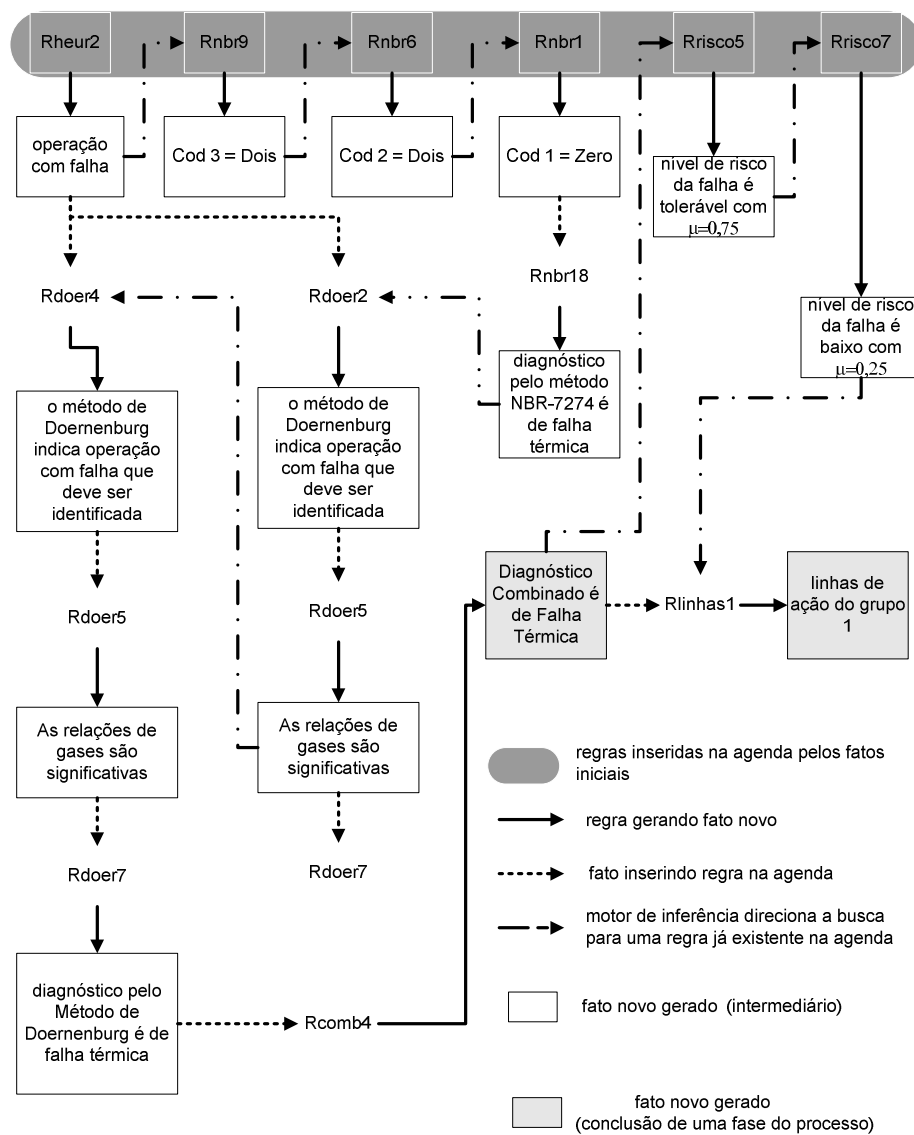 Rheur2
Rnbr9
Rnbr6
Rnbr1
Rrisco5
Rrisco7
operação
com falha
Cod 3 = Dois
Cod 2 = Dois
Cod 1 = Zero
nível de risco
da falha é
tolerável com
μ=0,75
Rdoer4
Rdoer2
Rnbr18
nível de risco
da falha é
baixo com
μ=0,25
o método de
Doernenburg
indica operação
com falha que
deve ser
identificada
o método de
Doernenburg
indica operação
com falha que
deve ser
identificada
diagnóstico
pelo método
NBR-7274 é
de falha
térmica
Rdoer5
Rdoer5
Diagnóstico
Combinado é
de Falha
Térmica
Rlinhas1
linhas de
ação do grupo
1
As relações de
gases são
significativas
As relações de
gases são
significativas
Rdoer7
Rdoer7
diagnóstico pelo
Método de
Doernenburg é de
falha térmica
Rcomb4
regras inseridas na agenda pelos fatos
iniciais
regra gerando fato novo
fato inserindo regra na agenda
motor de inferência direciona a busca
para uma regra já existente na agenda
fato novo gerado (intermediário)
fato novo gerado
(conclusão de uma fase do processo)